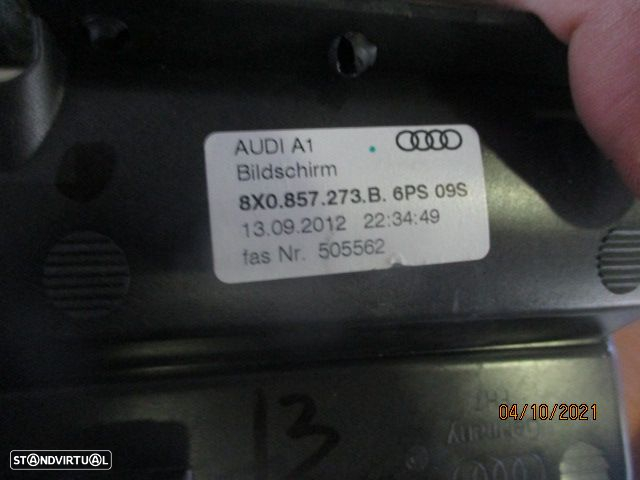 AUDI A1
Bildschirm
8X0.857.273.B. 6PS 09S
13.09.2012 22:34:49
fas Nr. 505562
13
Germany
04/10/2021
STANDVIRTUAL